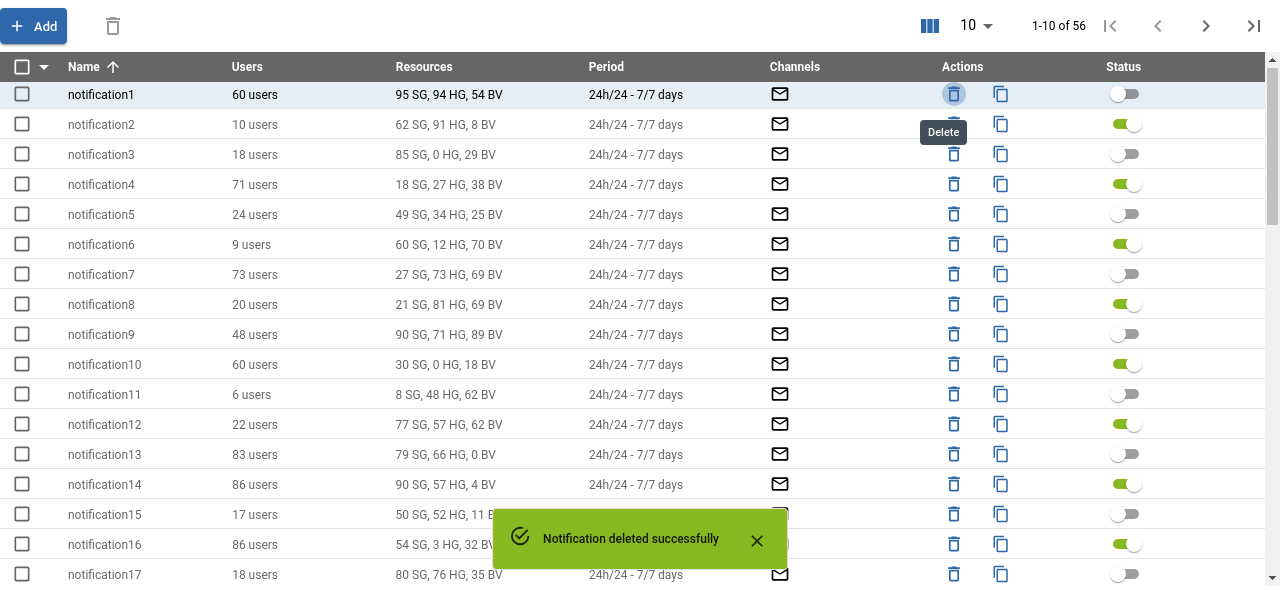 Add 10 1-10 of 56
Name Users Resources Period Channels Actions Status
notification1 60 users 95 SG, 94 HG, 54 BV 24h/24 - 7/7 days
notification2 10 users 62 SG, 91 HG, 8 BV 24h/24 - 7/7 days
Delete
notification3 18 users 85 SG, 0 HG, 29 BV 24h/24 - 7/7 days
notification4 71 users 18 SG, 27 HG, 38 BV 24h/24 - 7/7 days
notification5 24 users 49 SG, 34 HG, 25 BV 24h/24 - 7/7 days
notification6 9 users 60 SG, 12 HG, 70 BV 24h/24 - 7/7 days
notification7 73 users 27 SG, 73 HG, 69 BV 24h/24 - 7/7 days
notification8 20 users 21 SG, 81 HG, 69 BV 24h/24 - 7/7 days
notification9 48 users 90 SG, 71 HG, 89 BV 24h/24 - 7/7 days
notification10 60 users 30 SG, 0 HG, 18 BV 24h/24 - 7/7 days
notification11 6 users 8 SG, 48 HG, 62 BV 24h/24 - 7/7 days
notification12 22 users 77 SG, 57 HG, 62 BV 24h/24 - 7/7 days
notification13 83 users 79 SG, 66 HG, 0 BV 24h/24 - 7/7 days
notification14 86 users 90 SG, 57 HG, 4 BV 24h/24 - 7/7 days
notification15 17 users 50 SG, 52 HG, 11
notification16 86 users 54 SG, 3 HG, 32
Notification deleted successfully
notification17 18 users 80 SG, 76 HG, 35 BV 24h/24 - 7/7 days